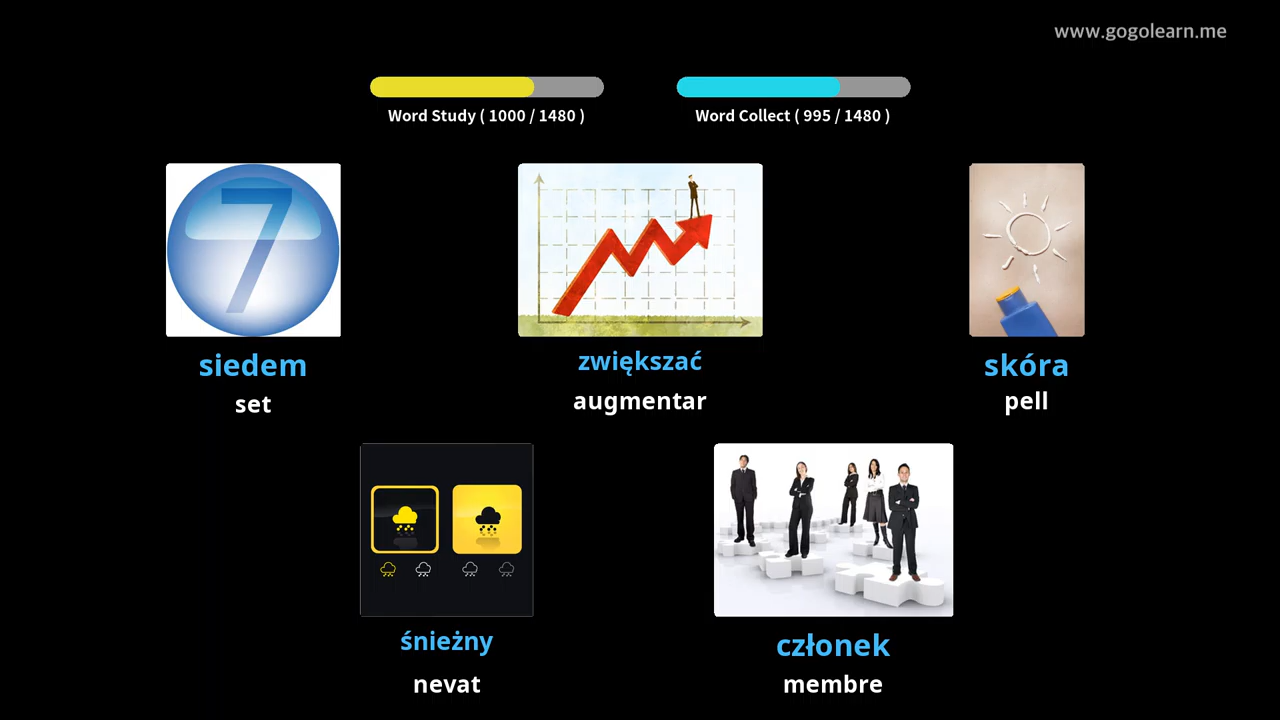 www.gogolearn.me
Word Study ( 1000 / 1480 )
Word Collect ( 995 / 1480 )
7
siedem
set
zwiększać
augmentar
skóra
pell
śnieżny
nevat
członek
membre